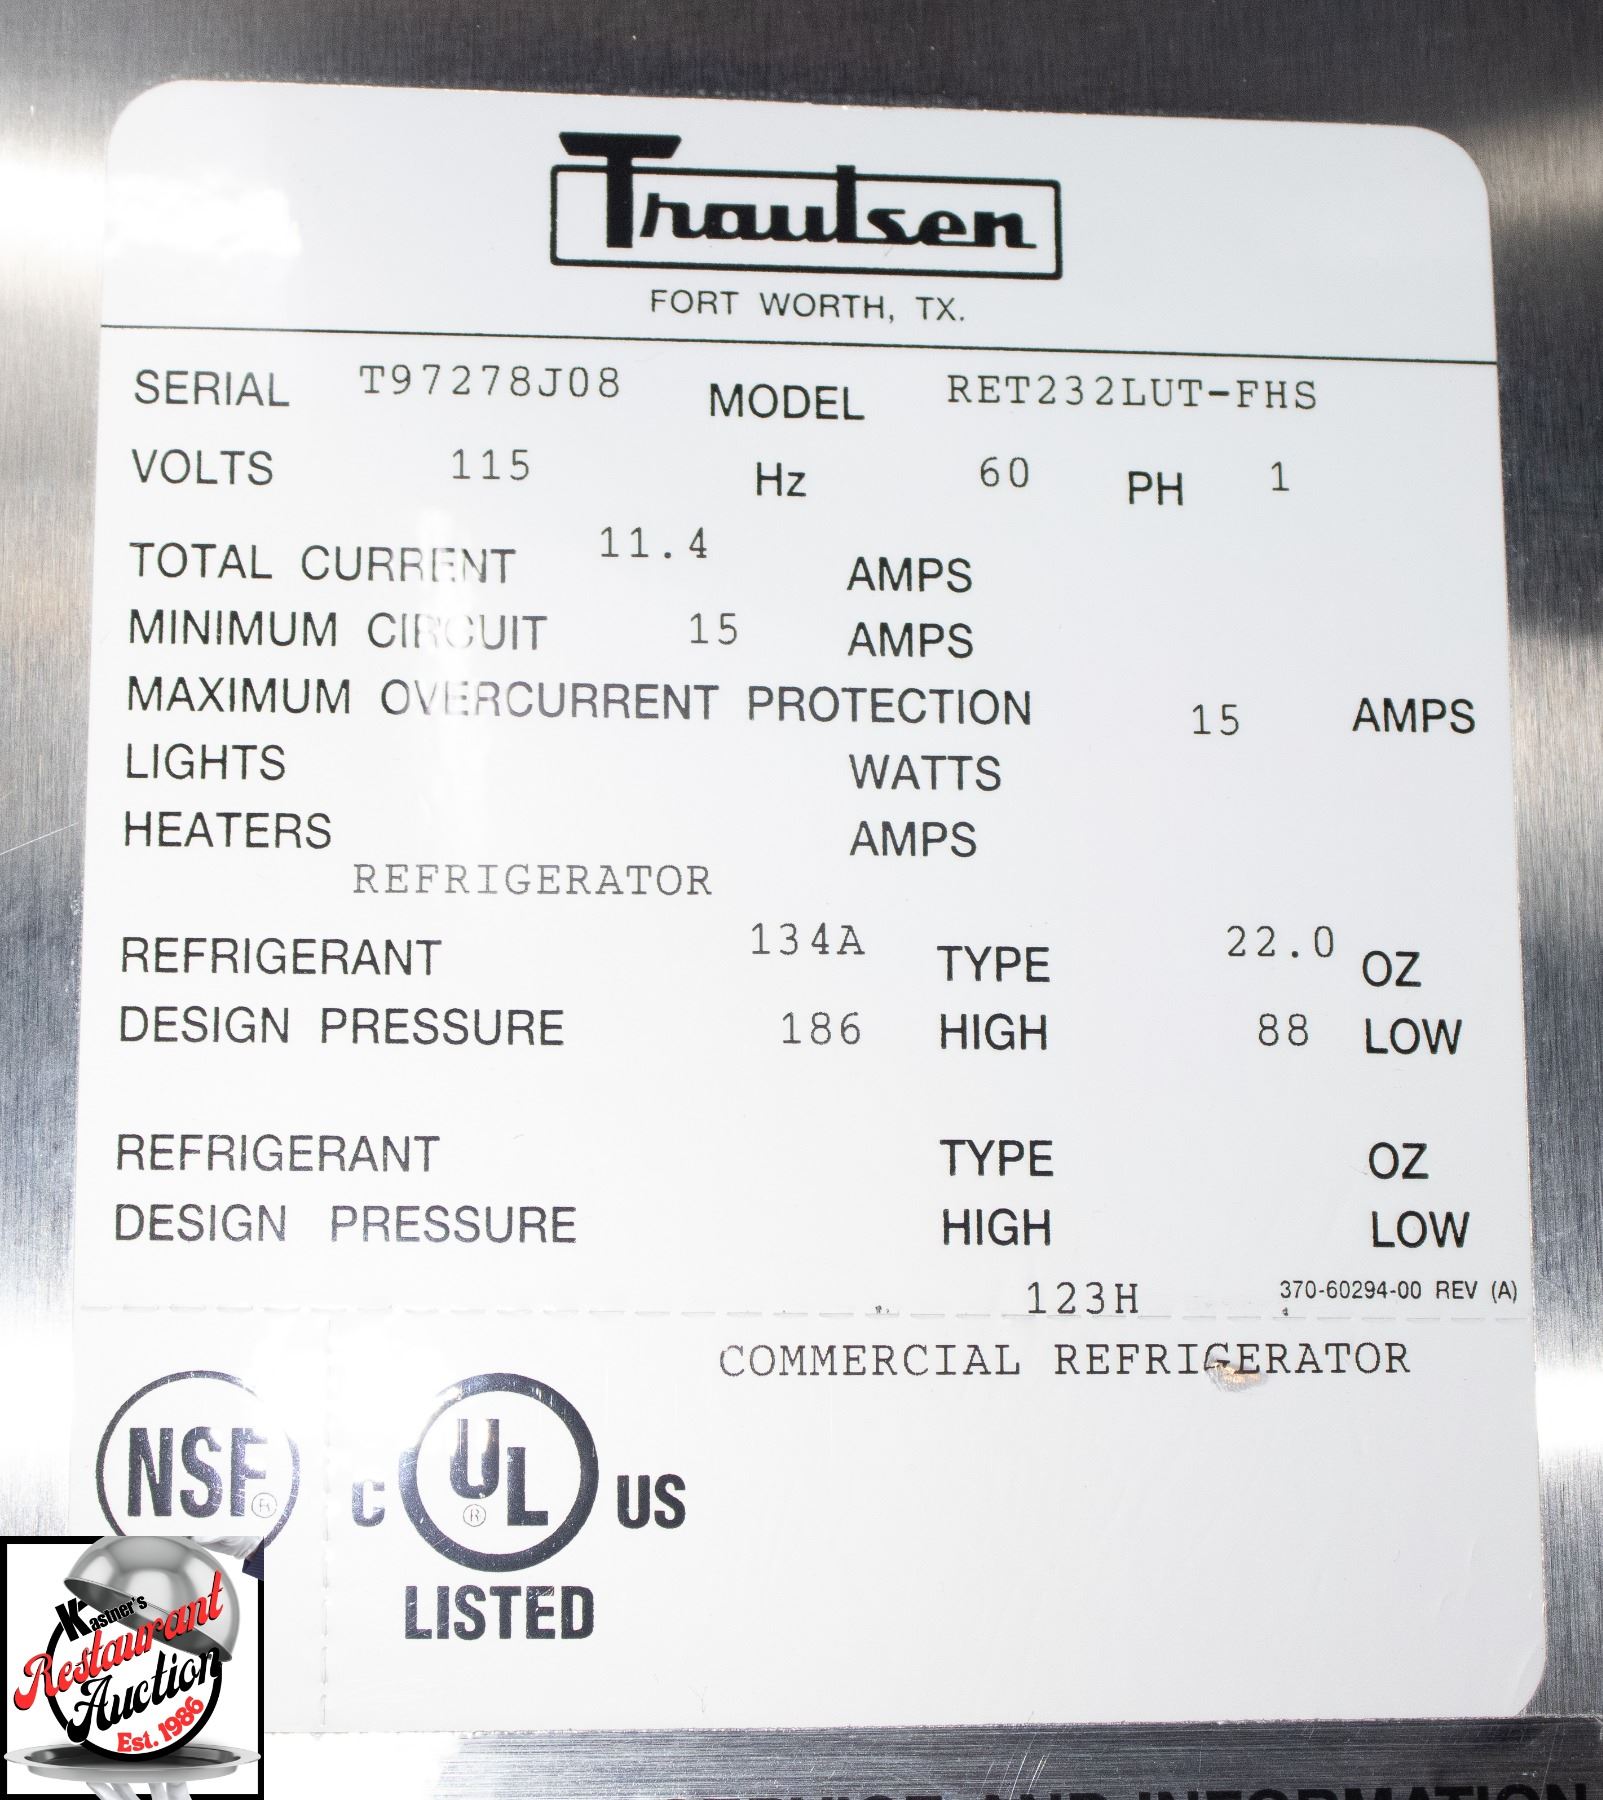 Traulsen
FORT WORTH, TX.
SERIAL T97278J08 MODEL RET232LUT-FHS
VOLTS 115 Hz 60 PH 1
TOTAL CURRENT 11.4 AMPS
MINIMUM CIRCUIT 15 AMPS
MAXIMUM OVERCURRENT PROTECTION 15 AMPS
LIGHTS WATTS
HEATERS AMPS
REFRIGERATOR
REFRIGERANT 134A TYPE 22.0 OZ
DESIGN PRESSURE 186 HIGH 88 LOW
REFRIGERANT TYPE OZ
DESIGN PRESSURE HIGH LOW
123H 370-60294-00 REV (A)
COMMERCIAL REFRIGERATOR
NSF®
C UL® US
LISTED
Kastner's
Restaurant
Auction
Est. 1986
AND INFORMATION